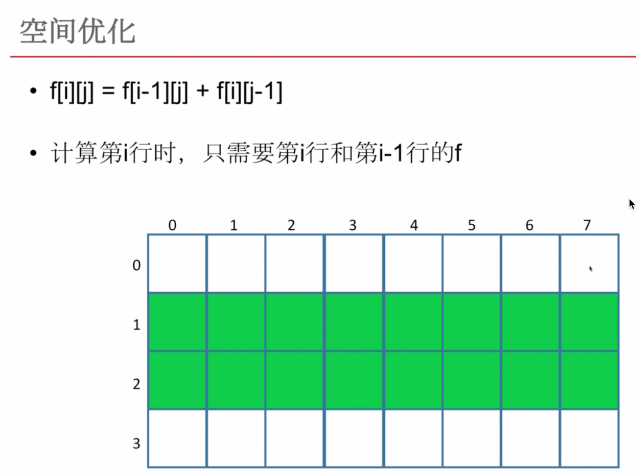 空间优化
• f[i][j] = f[i-1][j] + f[i][j-1]
• 计算第i行时，只需要第i行和第i-1行的f
0 1 2 3 4 5 6 7
0
1
2
3